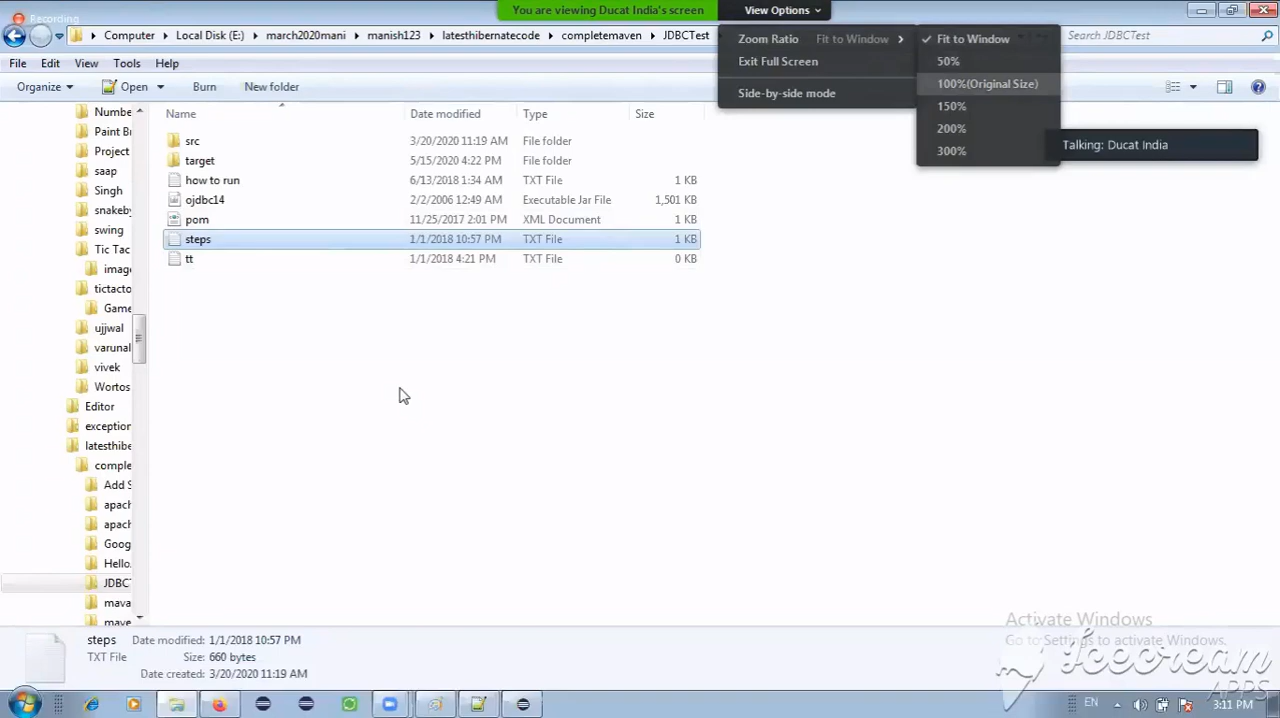 Recording
You are viewing Ducat India's screen
View Options
Computer Local Disk (E:) march2020mani manish123 latesthibernatecode completemaven JDBCTest
Search JDBCTest
Zoom Ratio Fit to Window
Exit Full Screen
Side-by-side mode
Fit to Window
50%
100%(Original Size)
150%
200%
300%
Talking: Ducat India
File Edit View Tools Help
Organize Open Burn New folder
Name Date modified Type Size
src 3/20/2020 11:19 AM File folder
target 5/15/2020 4:22 PM File folder
how to run 6/13/2018 1:34 AM TXT File 1 KB
ojdbc14 2/2/2006 12:49 AM Executable Jar File 1,501 KB
pom 11/25/2017 2:01 PM XML Document 1 KB
steps 1/1/2018 10:57 PM TXT File 1 KB
tt 1/1/2018 4:21 PM TXT File 0 KB
Number
Paint Br
Project
saap
Singh
snakeby
swing
Tic Tac
image
tictacto
Game
ujjwal
varunal
vivek
Wortos
Editor
exception
latesthibe
comple
Add S
apach
apach
Goog
Hello.
JDBCT
mava
mave
steps Date modified: 1/1/2018 10:57 PM
TXT File Size: 660 bytes
Date created: 3/20/2020 11:19 AM
Activate Windows
Go to Settings to activate Windows.
Icecream
APPS
EN
3:11 PM